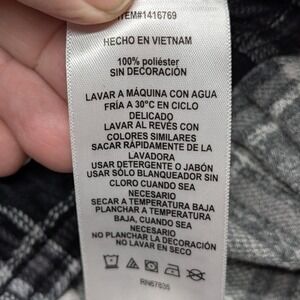 ITEM#1416769
HECHO EN VIETNAM
100% poliéster
SIN DECORACIÓN
LAVAR A MÁQUINA CON AGUA
FRÍA A 30°C EN CICLO
DELICADO
LAVAR AL REVÉS CON
COLORES SIMILARES
SACAR RÁPIDAMENTE DE LA
LAVADORA
USAR DETERGENTE O JABÓN
USAR SÓLO BLANQUEADOR SIN
CLORO CUANDO SEA
NECESARIO
SECAR A TEMPERATURA BAJA
PLANCHAR A TEMPERATURA
BAJA, CUANDO SEA
NECESARIO
NO PLANCHAR LA DECORACIÓN
NO LAVAR EN SECO
RN67636